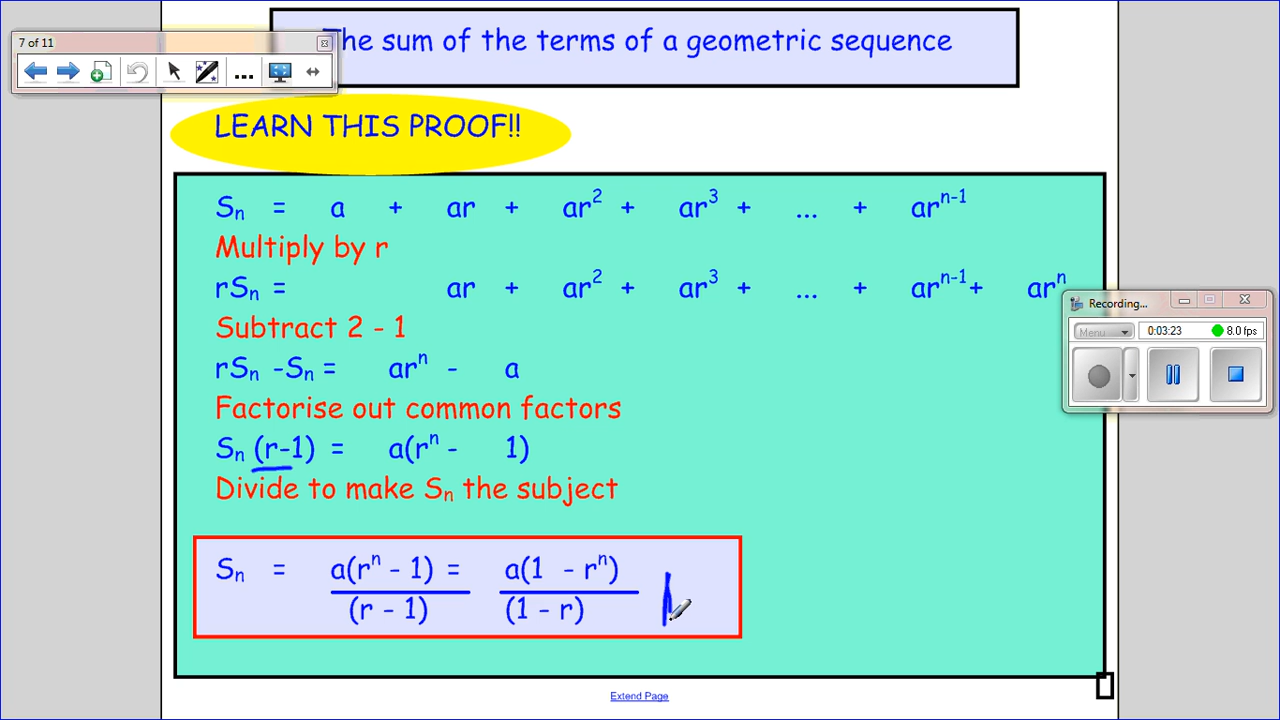 The sum of the terms of a geometric sequence
7 of 11
LEARN THIS PROOF!!
Sₙ = a + ar + ar² + ar³ + ... + arⁿ⁻¹
Multiply by r
rSₙ = ar + ar² + ar³ + ... + arⁿ⁻¹ + arⁿ
Recording...
Subtract 2 - 1
Menu 0:03:23 8.0 fps
rSₙ -Sₙ = arⁿ - a
Factorise out common factors
Sₙ (r-1) = a(rⁿ - 1)
Divide to make Sₙ the subject
Sₙ = a(rⁿ - 1) = a(1 - rⁿ)
(r - 1) (1 - r)
Extend Page